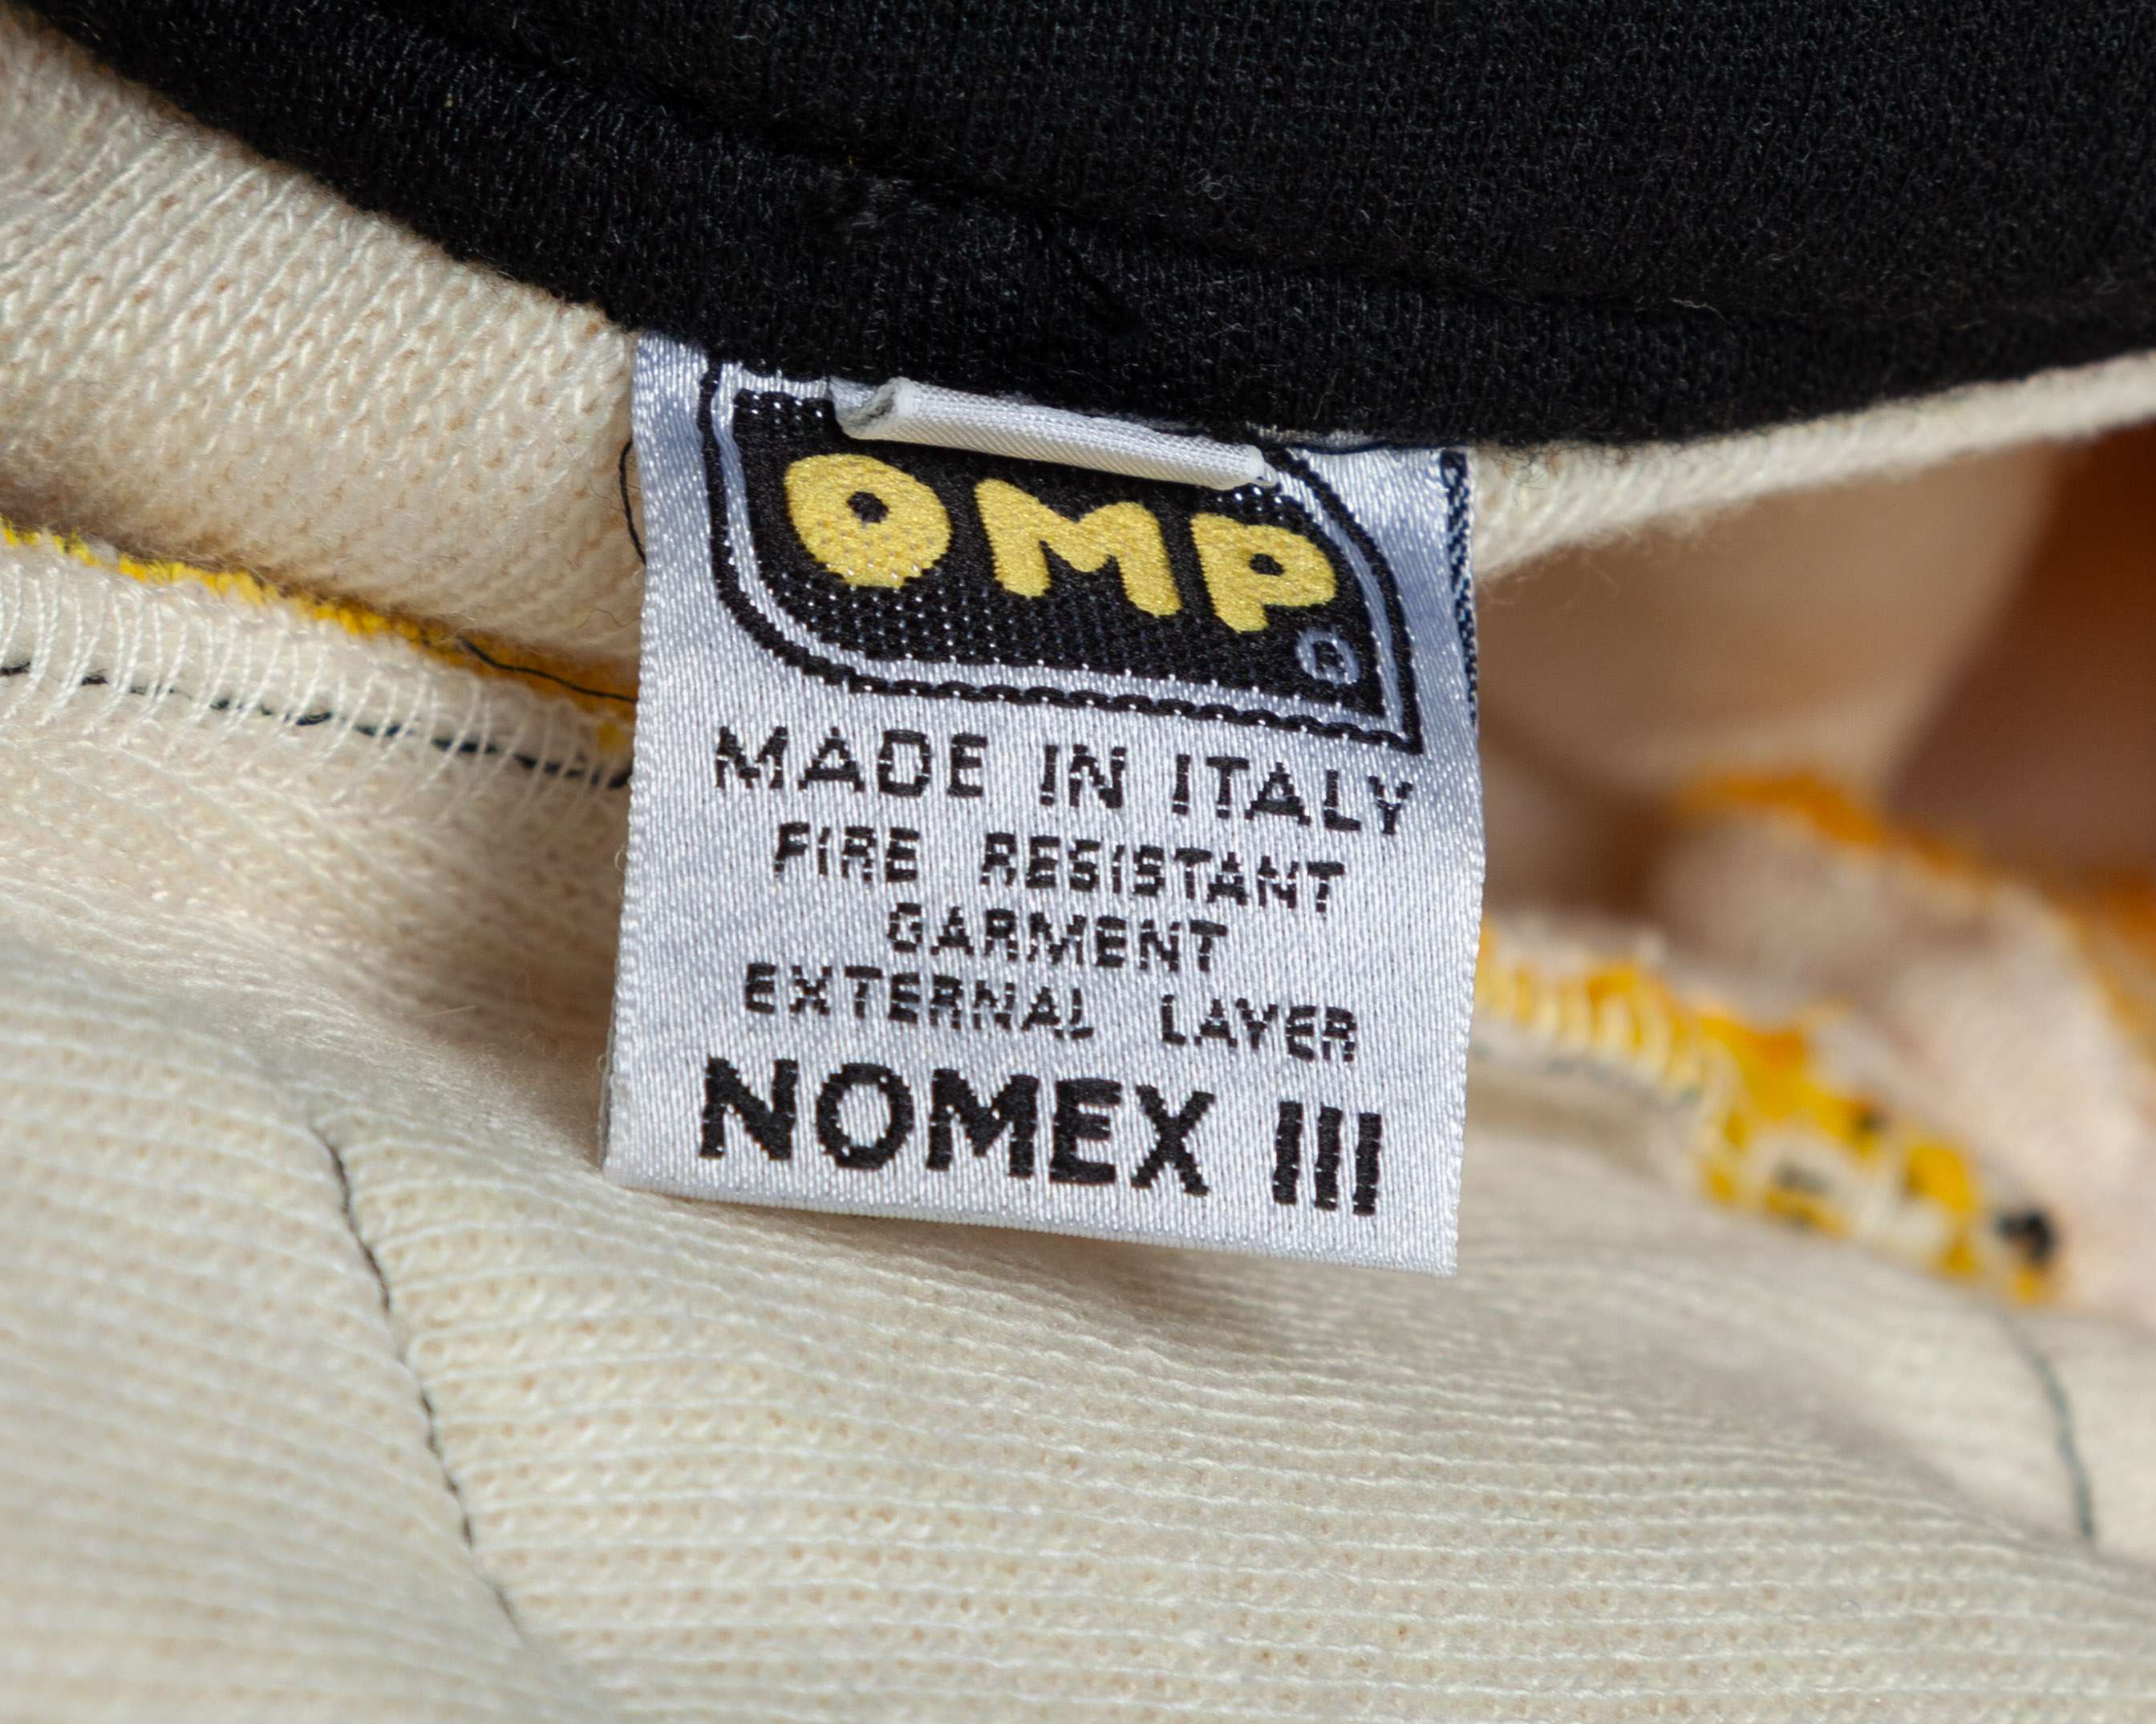 OMP
®
MADE IN ITALY
FIRE RESISTANT
GARMENT
EXTERNAL LAYER
NOMEX III